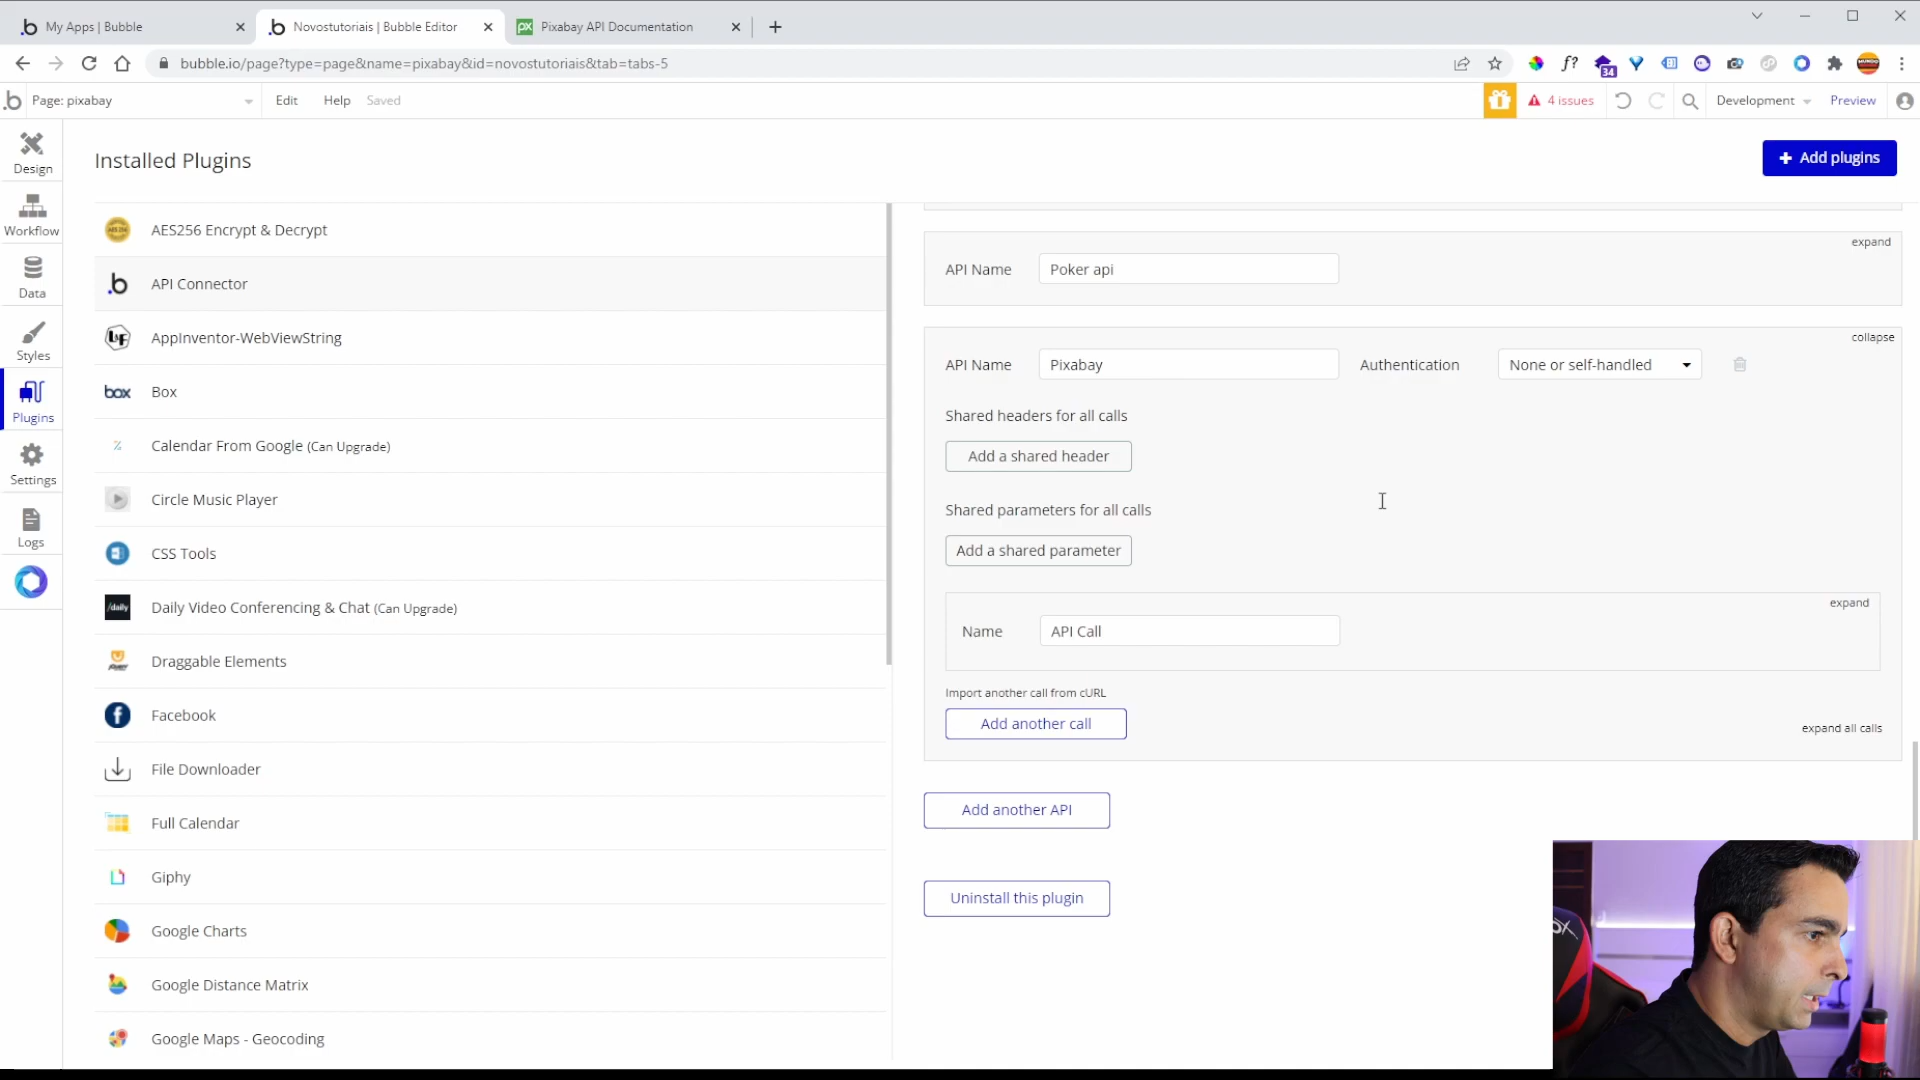 My Apps | Bubble
Novostutoriais | Bubble Editor
Pixabay API Documentation
bubble.io/page?type=page&name=pixabay&id=novostutoriais&tab=tabs-5
f?
34
Page: pixabay
Edit
Help
Saved
4 issues
Development
Preview
Design
Workflow
Data
Styles
Plugins
Settings
Logs
Installed Plugins
Add plugins
AES256 Encrypt & Decrypt
API Connector
AppInventor-WebViewString
box
Box
Calendar From Google (Can Upgrade)
Circle Music Player
CSS Tools
/daily
Daily Video Conferencing & Chat (Can Upgrade)
Draggable Elements
Facebook
File Downloader
Full Calendar
Giphy
Google Charts
Google Distance Matrix
Google Maps - Geocoding
expand
API Name
Poker api
collapse
API Name
Pixabay
Authentication
None or self-handled
Shared headers for all calls
Add a shared header
Shared parameters for all calls
Add a shared parameter
expand
Name
API Call
Import another call from cURL
Add another call
expand all calls
Add another API
Uninstall this plugin